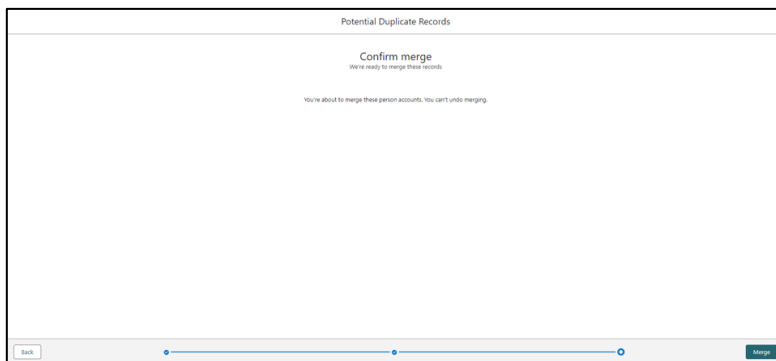 Potential Duplicate Records
Confirm merge
We're ready to merge these records
You're about to merge these person accounts. You can't undo merging.
Back
Merge